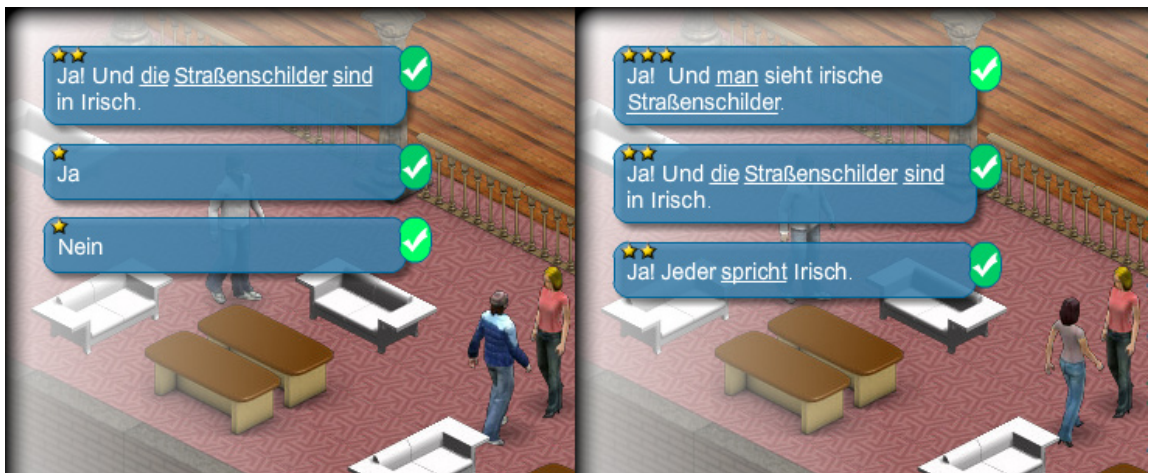 Ja! Und die Straßenschilder sind
in Irisch.
Ja
Nein
Ja! Und man sieht irische
Straßenschilder.
Ja! Und die Straßenschilder sind
in Irisch.
Ja! Jeder spricht Irisch.